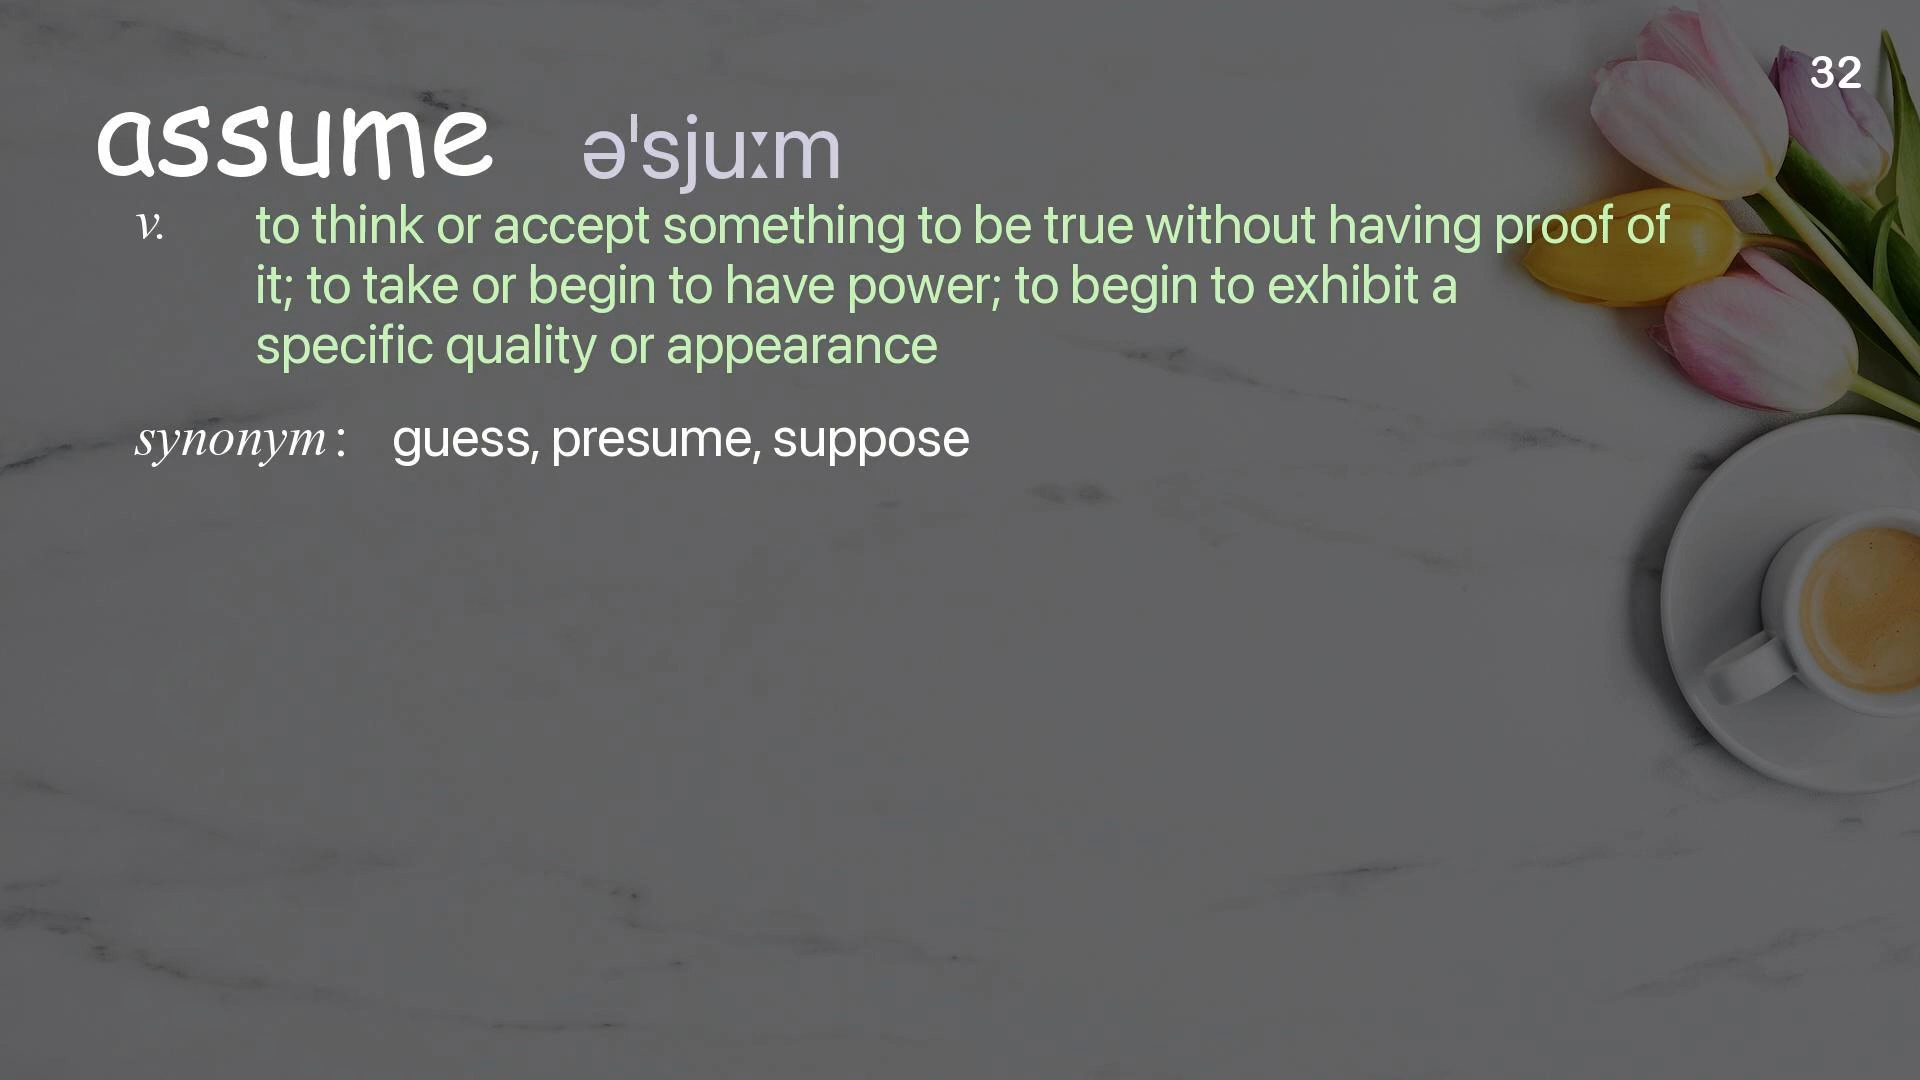 32
assume əˈsjuːm
v. to think or accept something to be true without having proof of
it; to take or begin to have power; to begin to exhibit a
specific quality or appearance
synonym : guess, presume, suppose